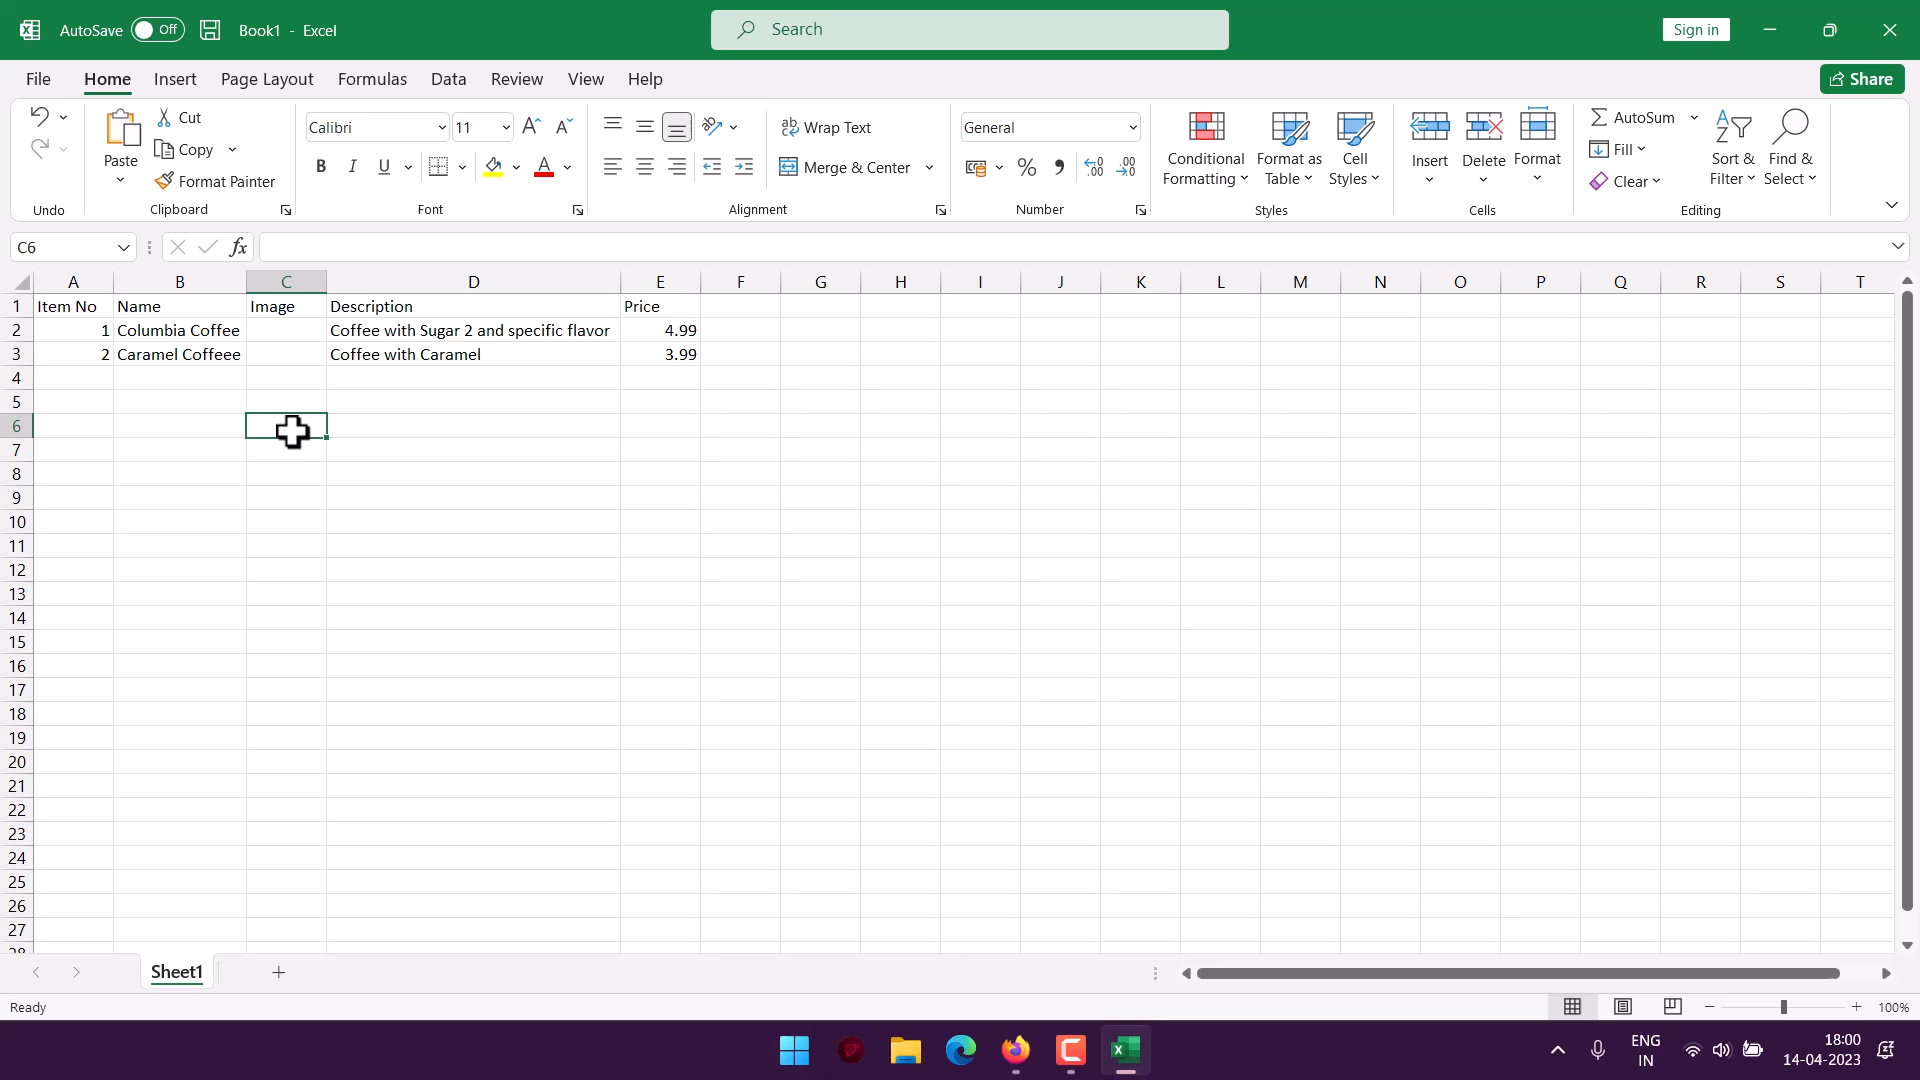 AutoSave Off Book1 - Excel Search Sign in
File Home Insert Page Layout Formulas Data Review View Help Share
Paste
Cut
Copy
Format Painter
Calibri 11
B I U A
Wrap Text
Merge & Center
General
Conditional Formatting
Format as Table
Cell Styles
Insert
Delete
Format
AutoSum
Fill
Clear
Sort & Filter
Find & Select
Undo Clipboard Font Alignment Number Styles Cells Editing
C6 fx
A B C D E F G H I J K L M N O P Q R S T
1 Item No Name Image Description Price
2 1 Columbia Coffee Coffee with Sugar 2 and specific flavor 4.99
3 2 Caramel Coffeee Coffee with Caramel 3.99
4
5
6
7
8
9
10
11
12
13
14
15
16
17
18
19
20
21
22
23
24
25
26
27
28
Sheet1
Ready 100%
ENG
IN
18:00
14-04-2023